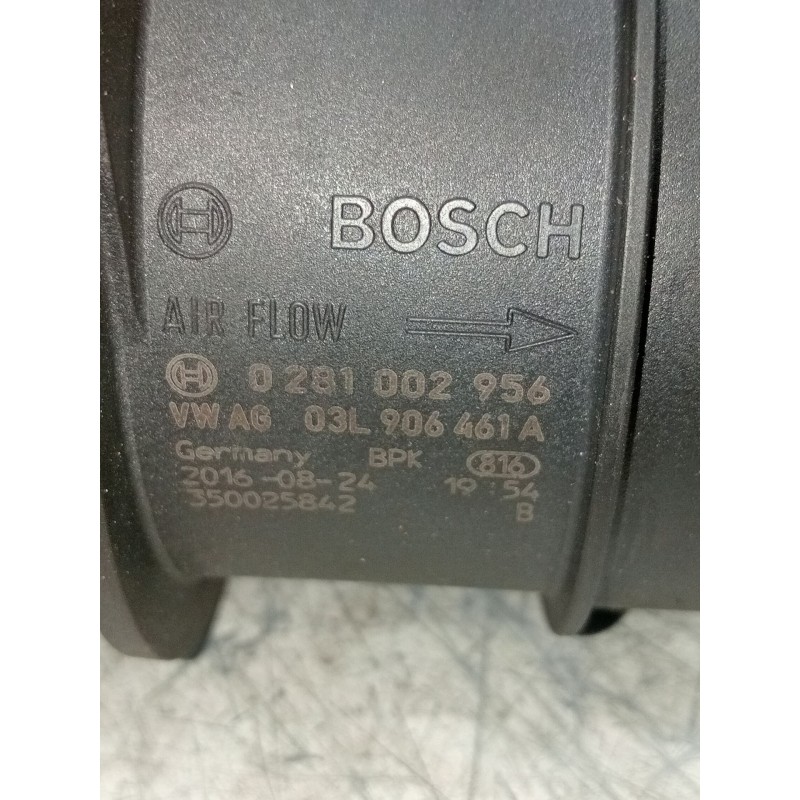 BOSCH
AIR FLOW
0 281 002 956
VW AG 03L 906 461 A
Germany BPK 816
2016-08-24 19:54
350025842 B